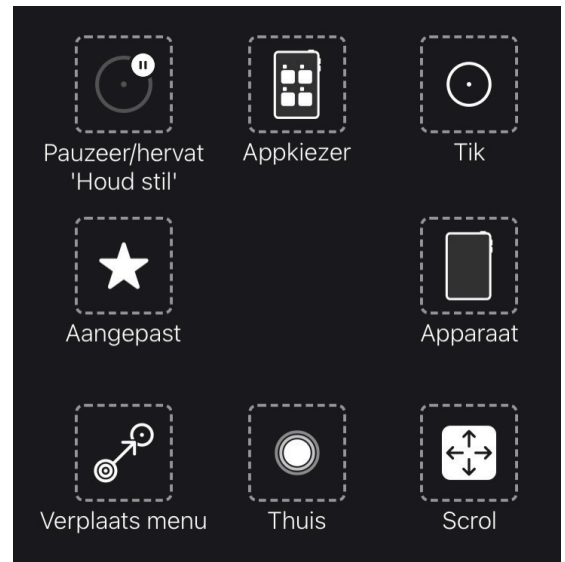 Pauzeer/hervat
'Houd stil'
Appkiezer
Tik
Aangepast
Apparaat
Verplaats menu
Thuis
Scrol